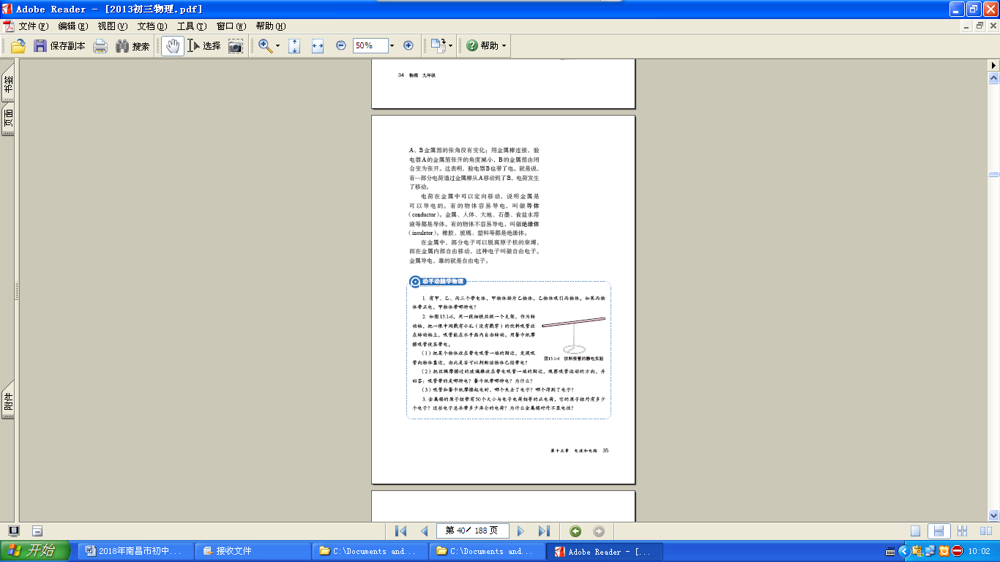 Adobe Reader - [2013初三物理.pdf]
文件(F) 编辑(E) 视图(V) 文档(D) 工具(T) 窗口(W) 帮助(H)
保存副本 搜索 选择 50% 帮助
书签
页面
附件
34 物理 九年级
A、B金属箔的张角没有变化；用金属棒连接，验
电器A的金属箔张开的角度减小，B的金属箔由闭
合变为张开。这表明，验电器B也带了电。就是说，
有一部分电荷通过金属棒从A移动到了B，电荷发生
了移动。
电荷在金属中可以定向移动，说明金属是
可以导电的。有的物体容易导电，叫做导体
（conductor）。金属、人体、大地、石墨、食盐水溶
液等都是导体。有的物体不容易导电，叫做绝缘体
（insulator）。橡胶、玻璃、塑料等都是绝缘体。
在金属中，部分电子可以脱离原子核的束缚，
而在金属内部自由移动，这种电子叫做自由电子。
金属导电，靠的就是自由电子。
动手动脑学物理
1. 有甲、乙、丙三个带电体，甲物体排斥乙物体，乙物体吸引丙物体。如果丙物
体带正电，甲物体带哪种电？
2. 如图15.1-6，用一段细铁丝做一个支架，作为转
动轴，把一根中间戳有小孔（没有戳穿）的饮料吸管放
在转动轴上，吸管能在水平面内自由转动。用餐巾纸摩
擦吸管使其带电。
（1）把某个物体放在带电吸管一端的附近，发现吸
管向物体靠近，由此是否可以判断该物体已经带电？
图15.1-6 饮料吸管的静电实验
（2）把丝绸摩擦过的玻璃棒放在带电吸管一端的附近，观察吸管运动的方向，并
回答：吸管带的是哪种电？餐巾纸带哪种电？为什么？
（3）吸管和餐巾纸摩擦起电时，哪个失去了电子？哪个得到了电子？
3. 金属锡的原子核带有50个大小与电子电荷相等的正电荷，它的原子核外有多少
个电子？这些电子总共带多少库仑的电荷？为什么金属锡对外不显电性？
第十五章 电流和电路 35
第 40/ 188 页
开始 2018年南昌市初中... 接收文件 C:\Documents and... C:\Documents and... Adobe Reader - [... 10:02